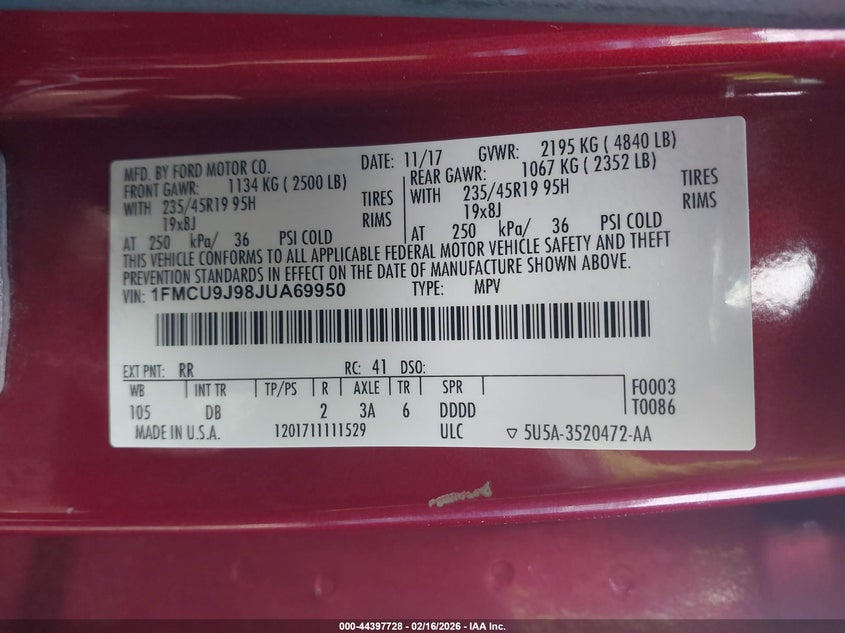 MFD. BY FORD MOTOR CO. DATE: 11/17 GVWR: 2195 KG ( 4840 LB)
FRONT GAWR: 1134 KG ( 2500 LB) REAR GAWR: 1067 KG ( 2352 LB)
WITH 235/45R19 95H TIRES WITH 235/45R19 95H TIRES
19x8J RIMS 19x8J RIMS
AT 250 kPa/ 36 PSI COLD AT 250 kPa/ 36 PSI COLD
THIS VEHICLE CONFORMS TO ALL APPLICABLE FEDERAL MOTOR VEHICLE SAFETY AND THEFT
PREVENTION STANDARDS IN EFFECT ON THE DATE OF MANUFACTURE SHOWN ABOVE.
VIN: 1FMCU9J98JUA69950 TYPE: MPV
EXT PNT: RR RC: 41 DSO:
WB INT TR TP/PS R AXLE TR SPR F0003
105 DB 2 3A 6 DDDD T0086
MADE IN U.S.A. 1201711111529 ULC ▽ 5U5A-3520472-AA
000-44397728 - 02/16/2026 - IAA Inc.